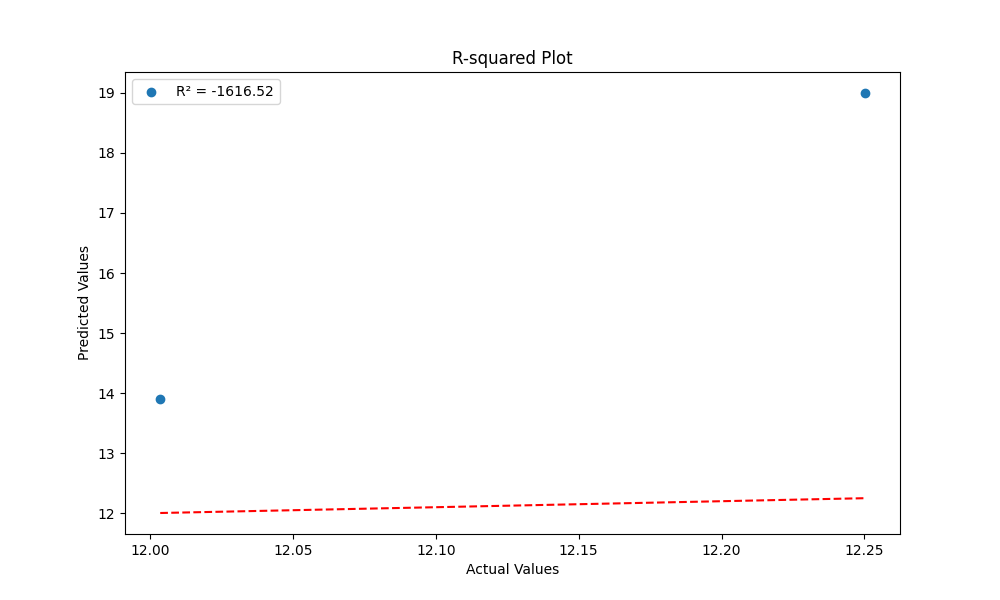 R-squared Plot
R² = -1616.52
19
18
17
16
15
14
13
12
Predicted Values
12.00 12.05 12.10 12.15 12.20 12.25
Actual Values